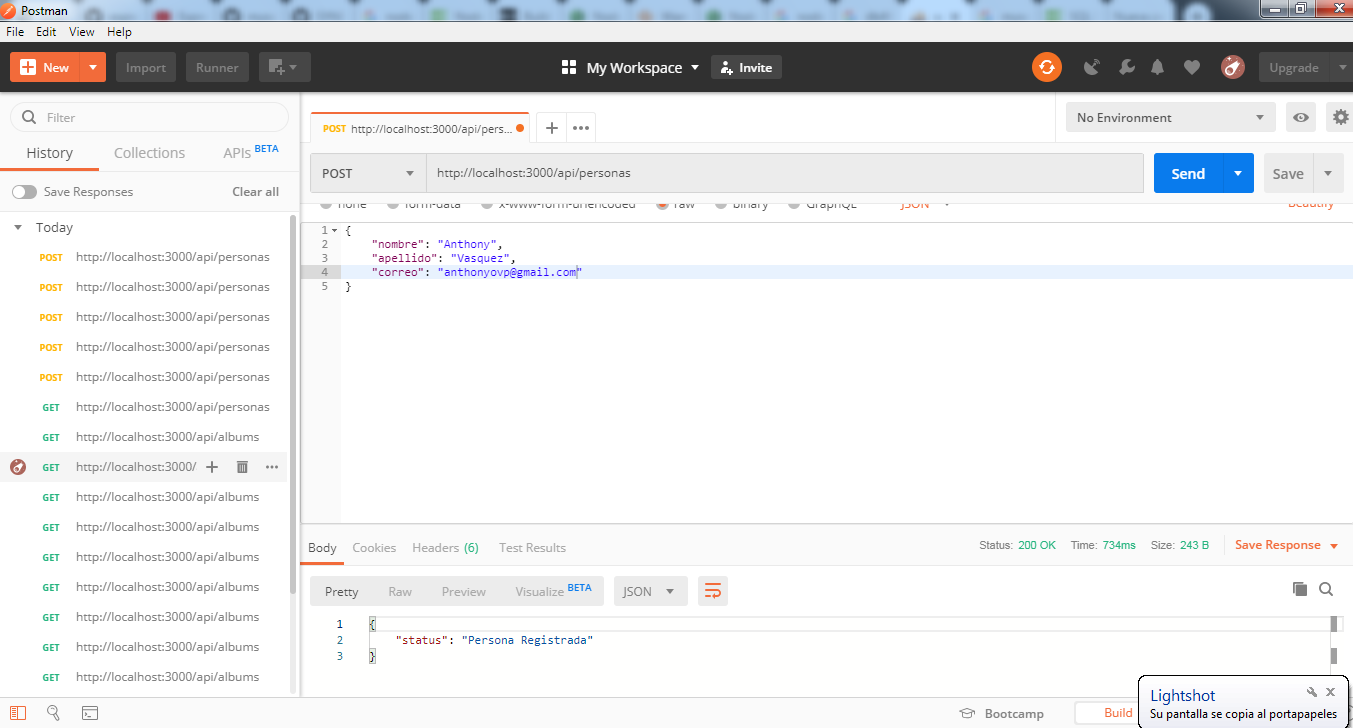 Postman
File Edit View Help
New Import Runner My Workspace Invite Upgrade
Filter
History Collections APIs BETA
Save Responses Clear all
Today
POST http://localhost:3000/api/personas
POST http://localhost:3000/api/personas
POST http://localhost:3000/api/personas
POST http://localhost:3000/api/personas
POST http://localhost:3000/api/personas
GET http://localhost:3000/api/personas
GET http://localhost:3000/api/albums
GET http://localhost:3000/
GET http://localhost:3000/api/albums
GET http://localhost:3000/api/albums
GET http://localhost:3000/api/albums
GET http://localhost:3000/api/albums
GET http://localhost:3000/api/albums
GET http://localhost:3000/api/albums
GET http://localhost:3000/api/albums
POST http://localhost:3000/api/pers...
No Environment
POST http://localhost:3000/api/personas Send Save
none form-data x-www-form-urlencoded raw binary GraphQL JSON Beautify
1 {
2 "nombre": "Anthony",
3 "apellido": "Vasquez",
4 "correo": "anthonyovp@gmail.com"
5 }
Body Cookies Headers (6) Test Results Status: 200 OK Time: 734ms Size: 243 B Save Response
Pretty Raw Preview Visualize BETA JSON
1 {
2 "status": "Persona Registrada"
3 }
Bootcamp Build
Lightshot
Su pantalla se copia al portapapeles